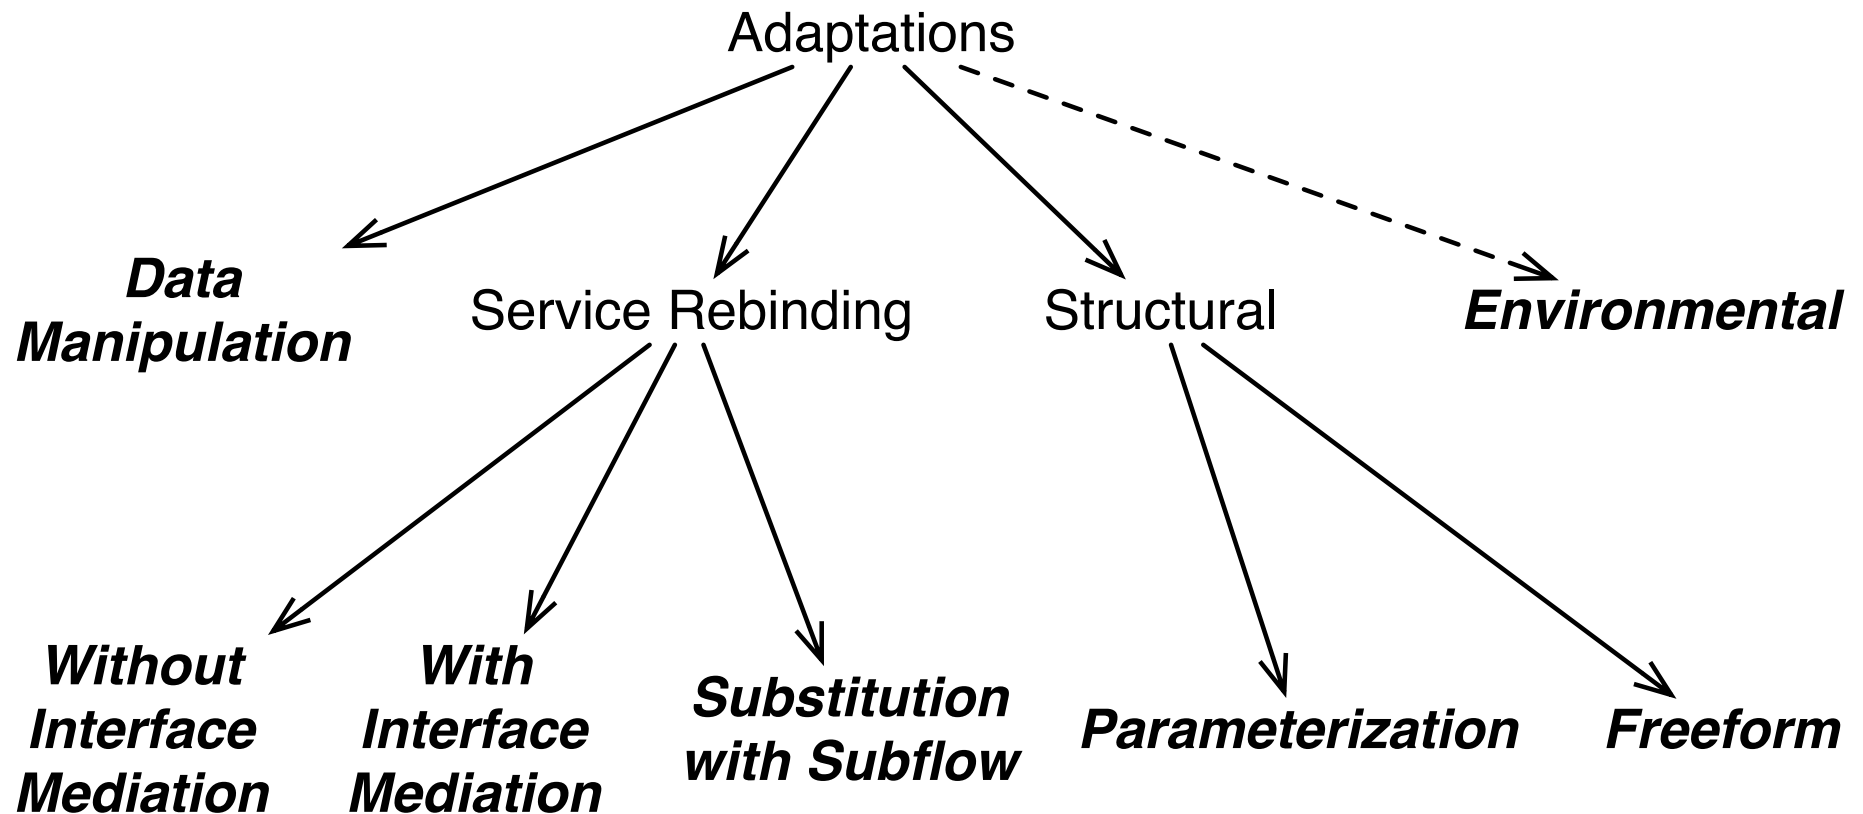 Adaptations
Data
Manipulation
Service Rebinding
Structural
Environmental
Without
Interface
Mediation
With
Interface
Mediation
Substitution
with Subflow
Parameterization
Freeform